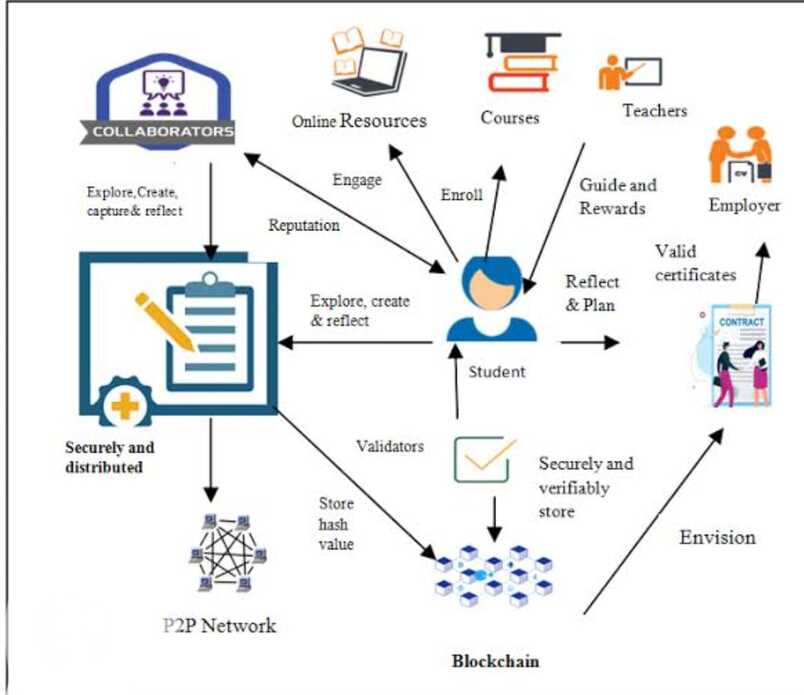 COLLABORATORS
Online Resources
Courses
Teachers
Employer
Explore,Create,
capture& reflect
Engage
Enroll
Guide and
Rewards
Reputation
Valid
certificates
Explore, create
& reflect
Reflect
& Plan
CV
CONTRACT
Student
Securely and
distributed
Validators
Securely and
verifiably
store
Store
hash
value
Envision
P2P Network
Blockchain